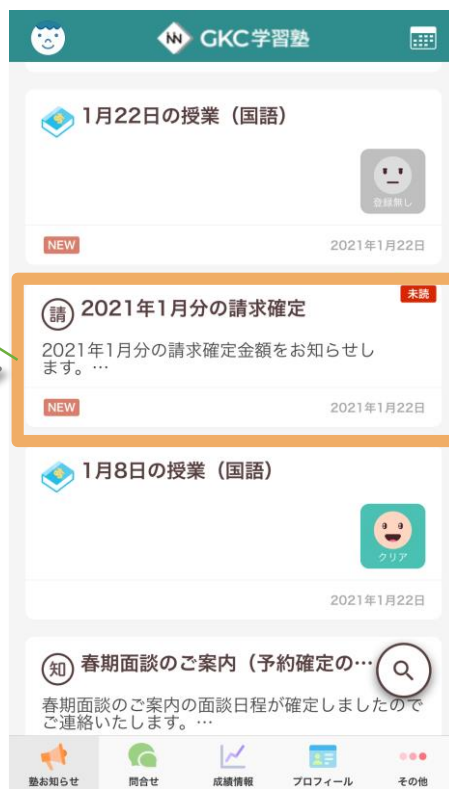 GKC学習塾
1月22日の授業（国語）
登録無し
NEW
2021年1月22日
未読
請 2021年1月分の請求確定
2021年1月分の請求確定金額をお知らせし
ます。…
NEW
2021年1月22日
1月8日の授業（国語）
クリア
2021年1月22日
知 春期面談のご案内（予約確定の…
春期面談のご案内の面談日程が確定しましたので
ご連絡いたします。…
塾お知らせ 問合せ 成績情報 プロフィール その他